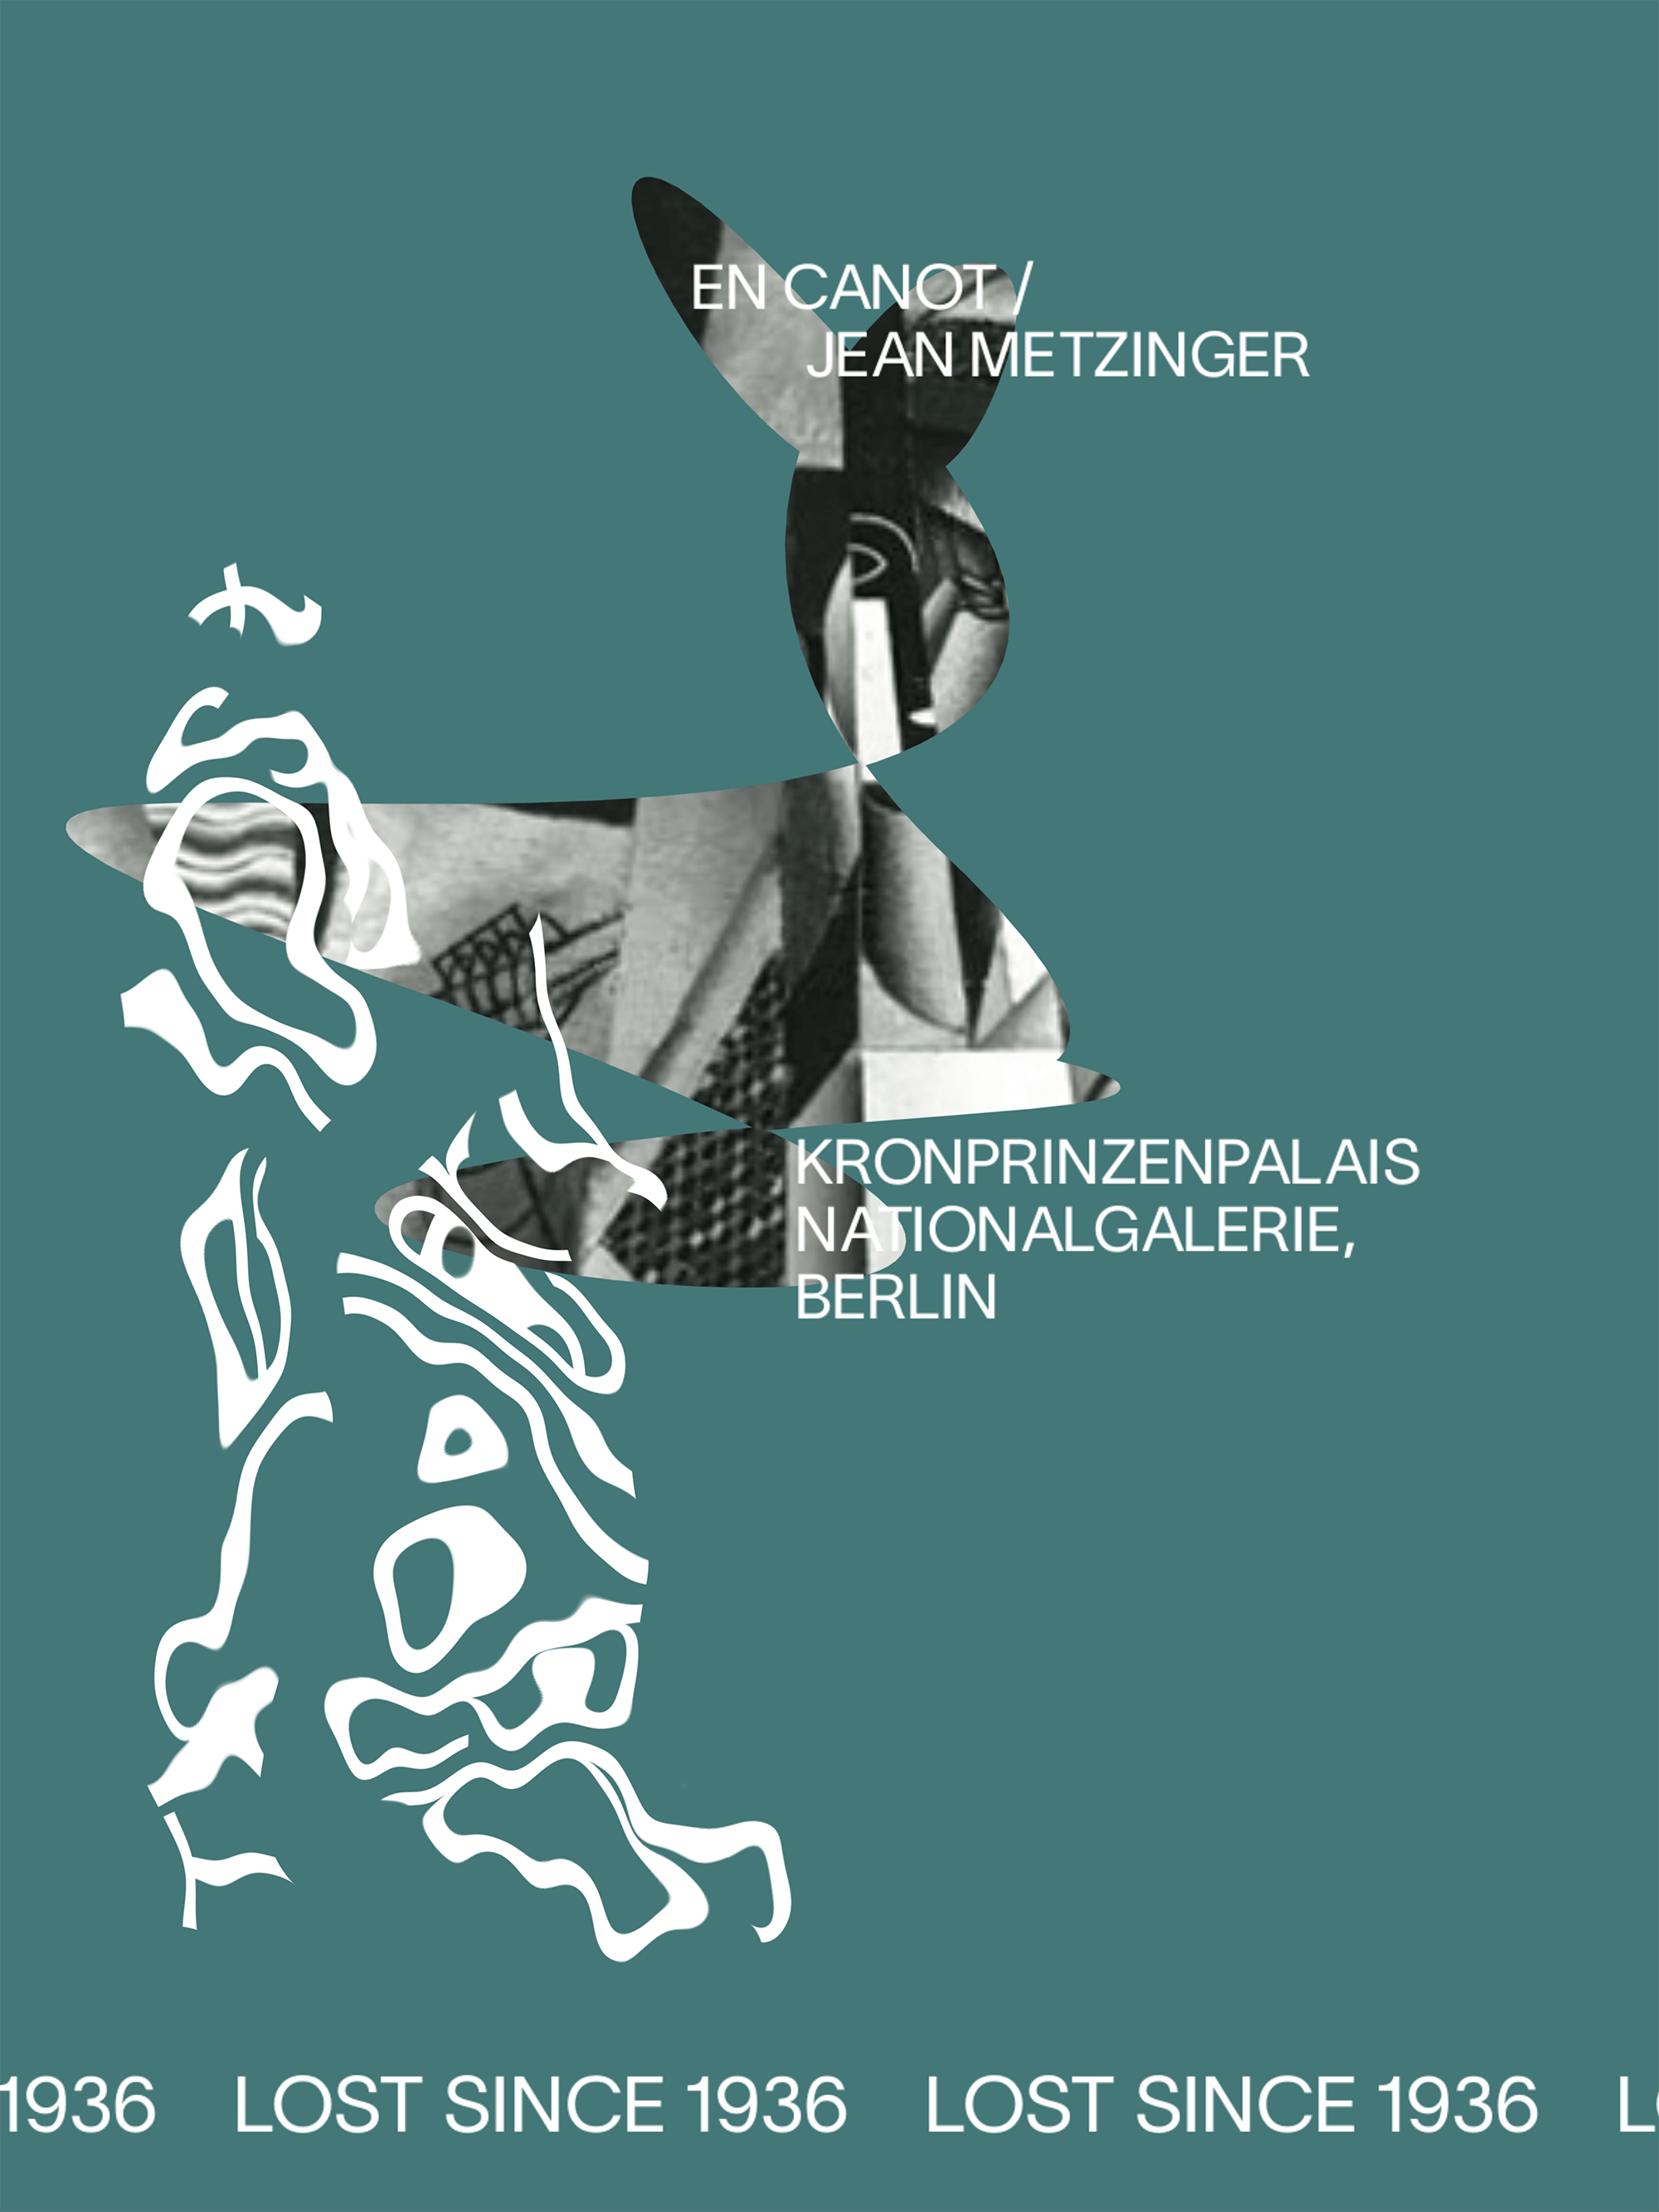 EN CANOT /
JEAN METZINGER
KRONPRINZENPALAIS
NATIONALGALERIE,
BERLIN
1936 LOST SINCE 1936 LOST SINCE 1936 L